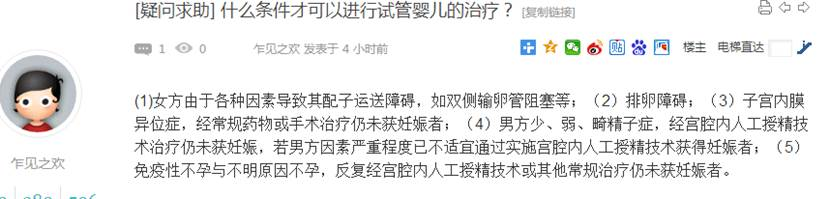 [疑问求助] 什么条件才可以进行试管婴儿的治疗？ [复制链接]
1 0 乍见之欢 发表于 4 小时前 贴 楼主 电梯直达
(1)女方由于各种因素导致其配子运送障碍，如双侧输卵管阻塞等；（2）排卵障碍；（3）子宫内膜
异位症，经常规药物或手术治疗仍未获妊娠者；（4）男方少、弱、畸精子症，经宫腔内人工授精技
术治疗仍未获妊娠，若男方因素严重程度已不适宜通过实施宫腔内人工授精技术获得妊娠者；（5）
免疫性不孕与不明原因不孕，反复经宫腔内人工授精技术或其他常规治疗仍未获妊娠者。
乍见之欢